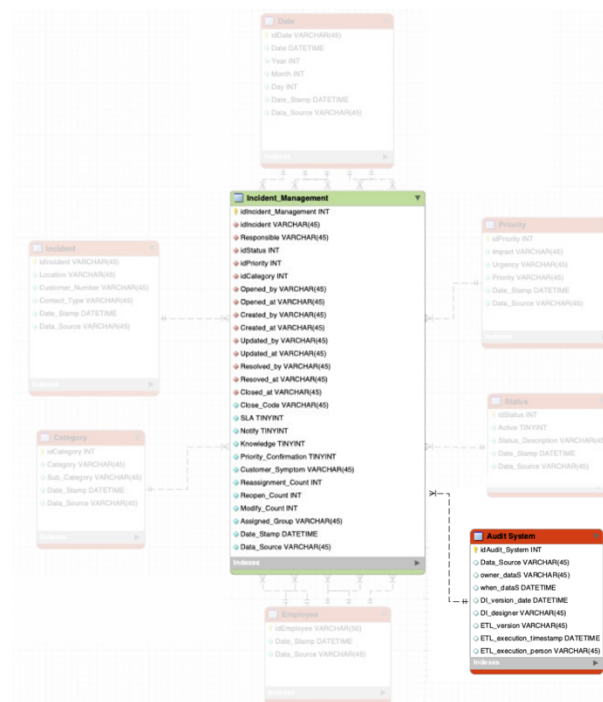 Date
idDate VARCHAR(45)
Date DATETIME
Year INT
Month INT
Day INT
Date_Stamp DATETIME
Data_Source VARCHAR(45)
Indexes
Incident_Management
idIncident_Management INT
idIncident VARCHAR(45)
Responsible VARCHAR(45)
idStatus INT
idPriority INT
idCategory INT
Opened_by VARCHAR(45)
Opened_at VARCHAR(45)
Created_by VARCHAR(45)
Created_at VARCHAR(45)
Updated_by VARCHAR(45)
Updated_at VARCHAR(45)
Resolved_by VARCHAR(45)
Resoved_at VARCHAR(45)
Closed_at VARCHAR(45)
Close_Code VARCHAR(45)
SLA TINYINT
Notify TINYINT
Knowledge TINYINT
Priority_Confirmation TINYINT
Customer_Symptom VARCHAR(45)
Reassignment_Count INT
Reopen_Count INT
Modify_Count INT
Assigned_Group VARCHAR(45)
Date_Stamp DATETIME
Data_Source VARCHAR(45)
Indexes
Incident
idIncident VARCHAR(45)
Location VARCHAR(45)
Customer_Number VARCHAR(45)
Contact_Type VARCHAR(45)
Date_Stamp DATETIME
Data_Source VARCHAR(45)
Indexes
Priority
idPriority INT
Impact VARCHAR(45)
Urgency VARCHAR(45)
Priority VARCHAR(45)
Date_Stamp DATETIME
Data_Source VARCHAR(45)
Indexes
Category
idCategory INT
Category VARCHAR(45)
Sub_Category VARCHAR(45)
Date_Stamp DATETIME
Data_Source VARCHAR(45)
Indexes
Status
idStatus INT
Active TINYINT
Status_Description VARCHAR(45)
Date_Stamp DATETIME
Data_Source VARCHAR(45)
Audit System
idAudit_System INT
Data_Source VARCHAR(45)
owner_dataS VARCHAR(45)
when_dataS DATETIME
DI_version_date DATETIME
DI_designer VARCHAR(45)
ETL_version VARCHAR(45)
ETL_execution_timestamp DATETIME
ETL_execution_person VARCHAR(45)
Indexes
Employee
idEmployee VARCHAR(50)
Date_Stamp DATETIME
Data_Source VARCHAR(45)
Indexes